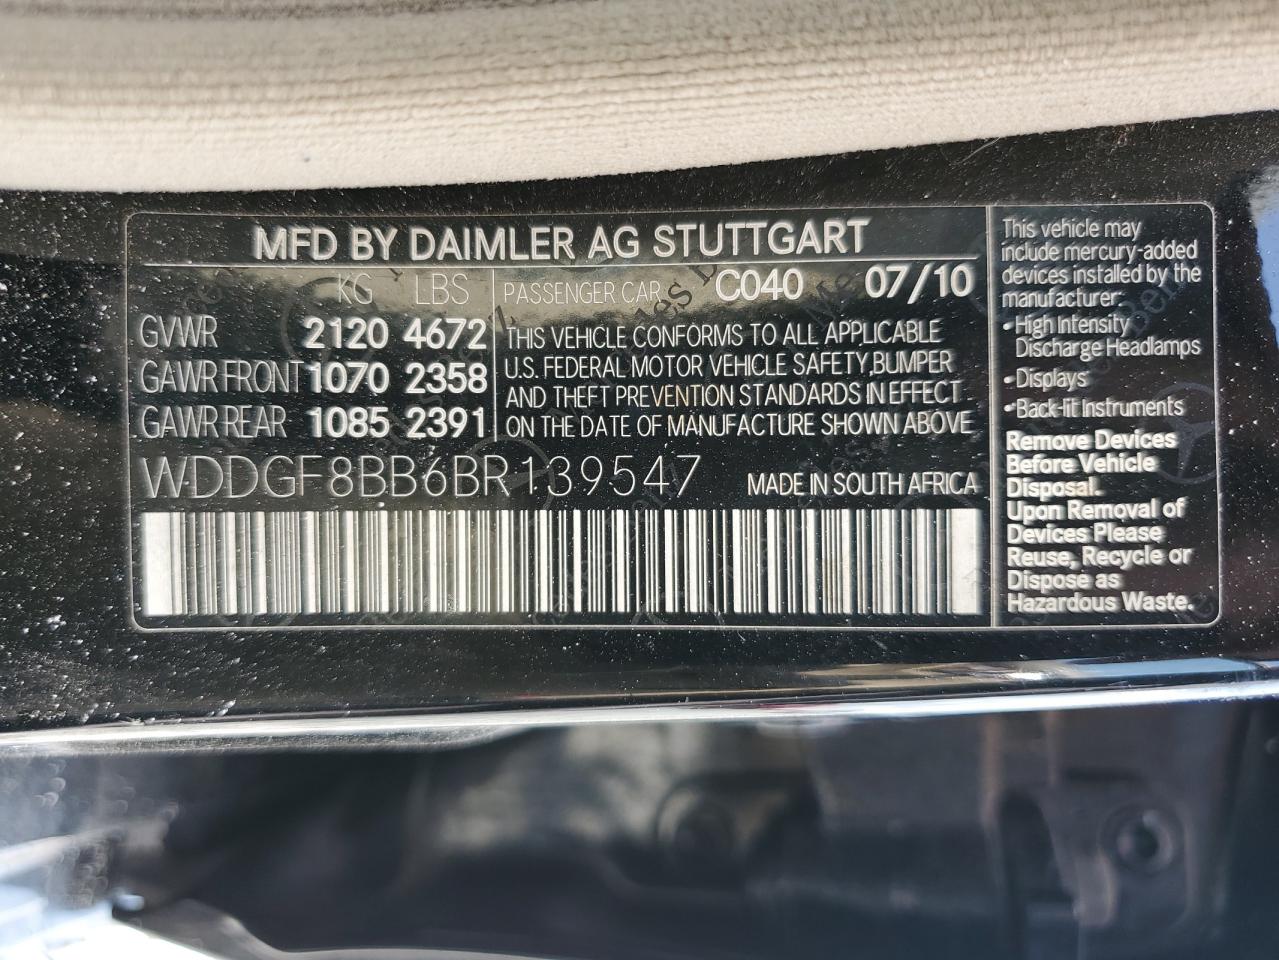 MFD BY DAIMLER AG STUTTGART
KG LBS
GVWR 2120 4672
GAWR FRONT 1070 2358
GAWR REAR 1085 2391
PASSENGER CAR C040 07/10
THIS VEHICLE CONFORMS TO ALL APPLICABLE
U.S. FEDERAL MOTOR VEHICLE SAFETY, BUMPER
AND THEFT PREVENTION STANDARDS IN EFFECT
ON THE DATE OF MANUFACTURE SHOWN ABOVE
WDDGF8BB6BR139547 MADE IN SOUTH AFRICA
This vehicle may
include mercury-added
devices installed by the
manufacturer:
•High Intensity
Discharge Headlamps
•Displays
•Back-lit Instruments
Remove Devices
Before Vehicle
Disposal.
Upon Removal of
Devices Please
Reuse, Recycle or
Dispose as
Hazardous Waste.